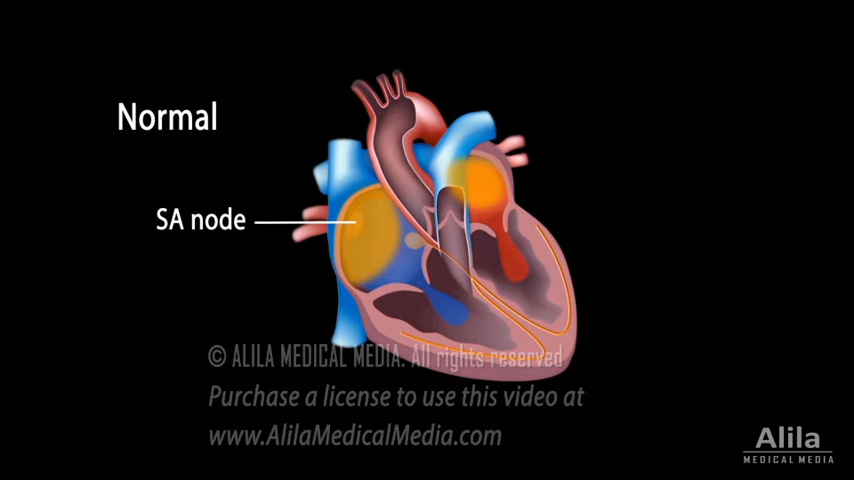 Normal
SA node
© ALILA MEDICAL MEDIA. All rights reserved
Purchase a license to use this video at
www.AlilaMedicalMedia.com
Alila
MEDICAL MEDIA